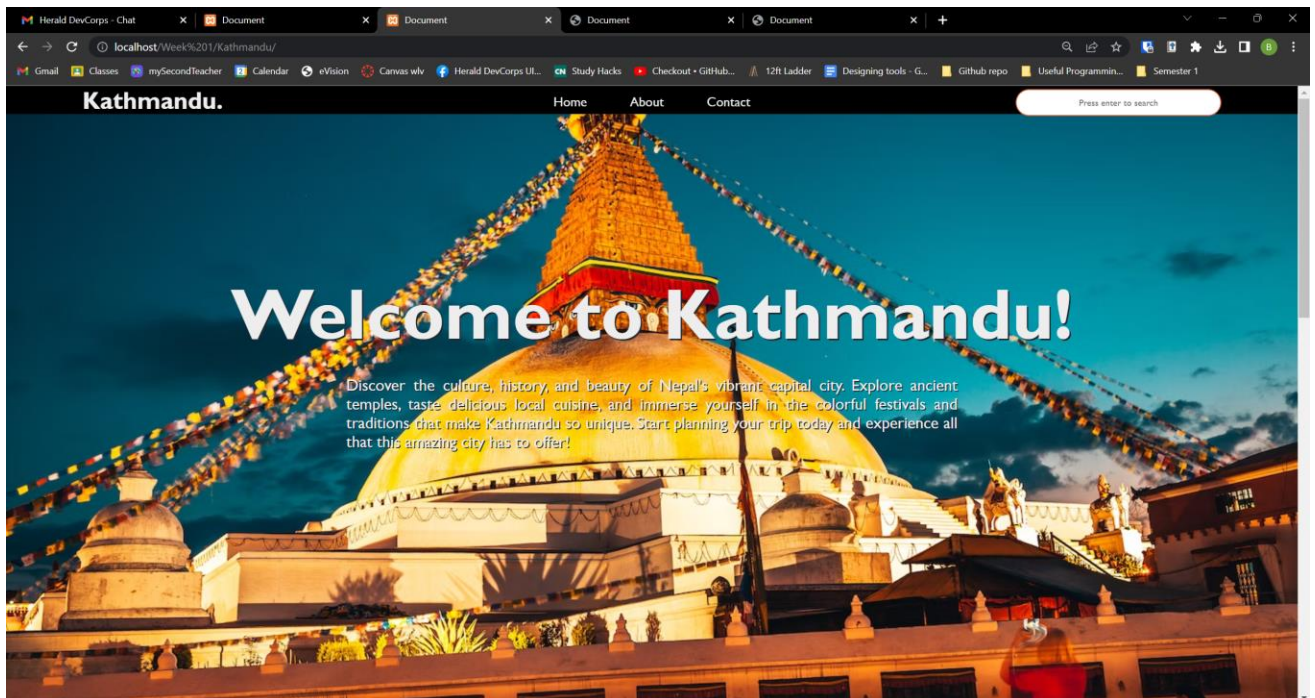 Herald DevCorps - Chat
Document
Document
Document
Document
localhost/Week%201/Kathmandu/
Gmail
Classes
mySecondTeacher
Calendar
eVision
Canvas wlv
Herald DevCorps UI...
CN Study Hacks
Checkout • GitHub...
12ft Ladder
Designing tools - G...
Github repo
Useful Programmin...
Semester 1
B
Kathmandu.
Home
About
Contact
Press enter to search
Welcome to Kathmandu!
Discover the culture, history, and beauty of Nepal's vibrant capital city. Explore ancient
temples, taste delicious local cuisine, and immerse yourself in the colorful festivals and
traditions that make Kathmandu so unique. Start planning your trip today and experience all
that this amazing city has to offer!